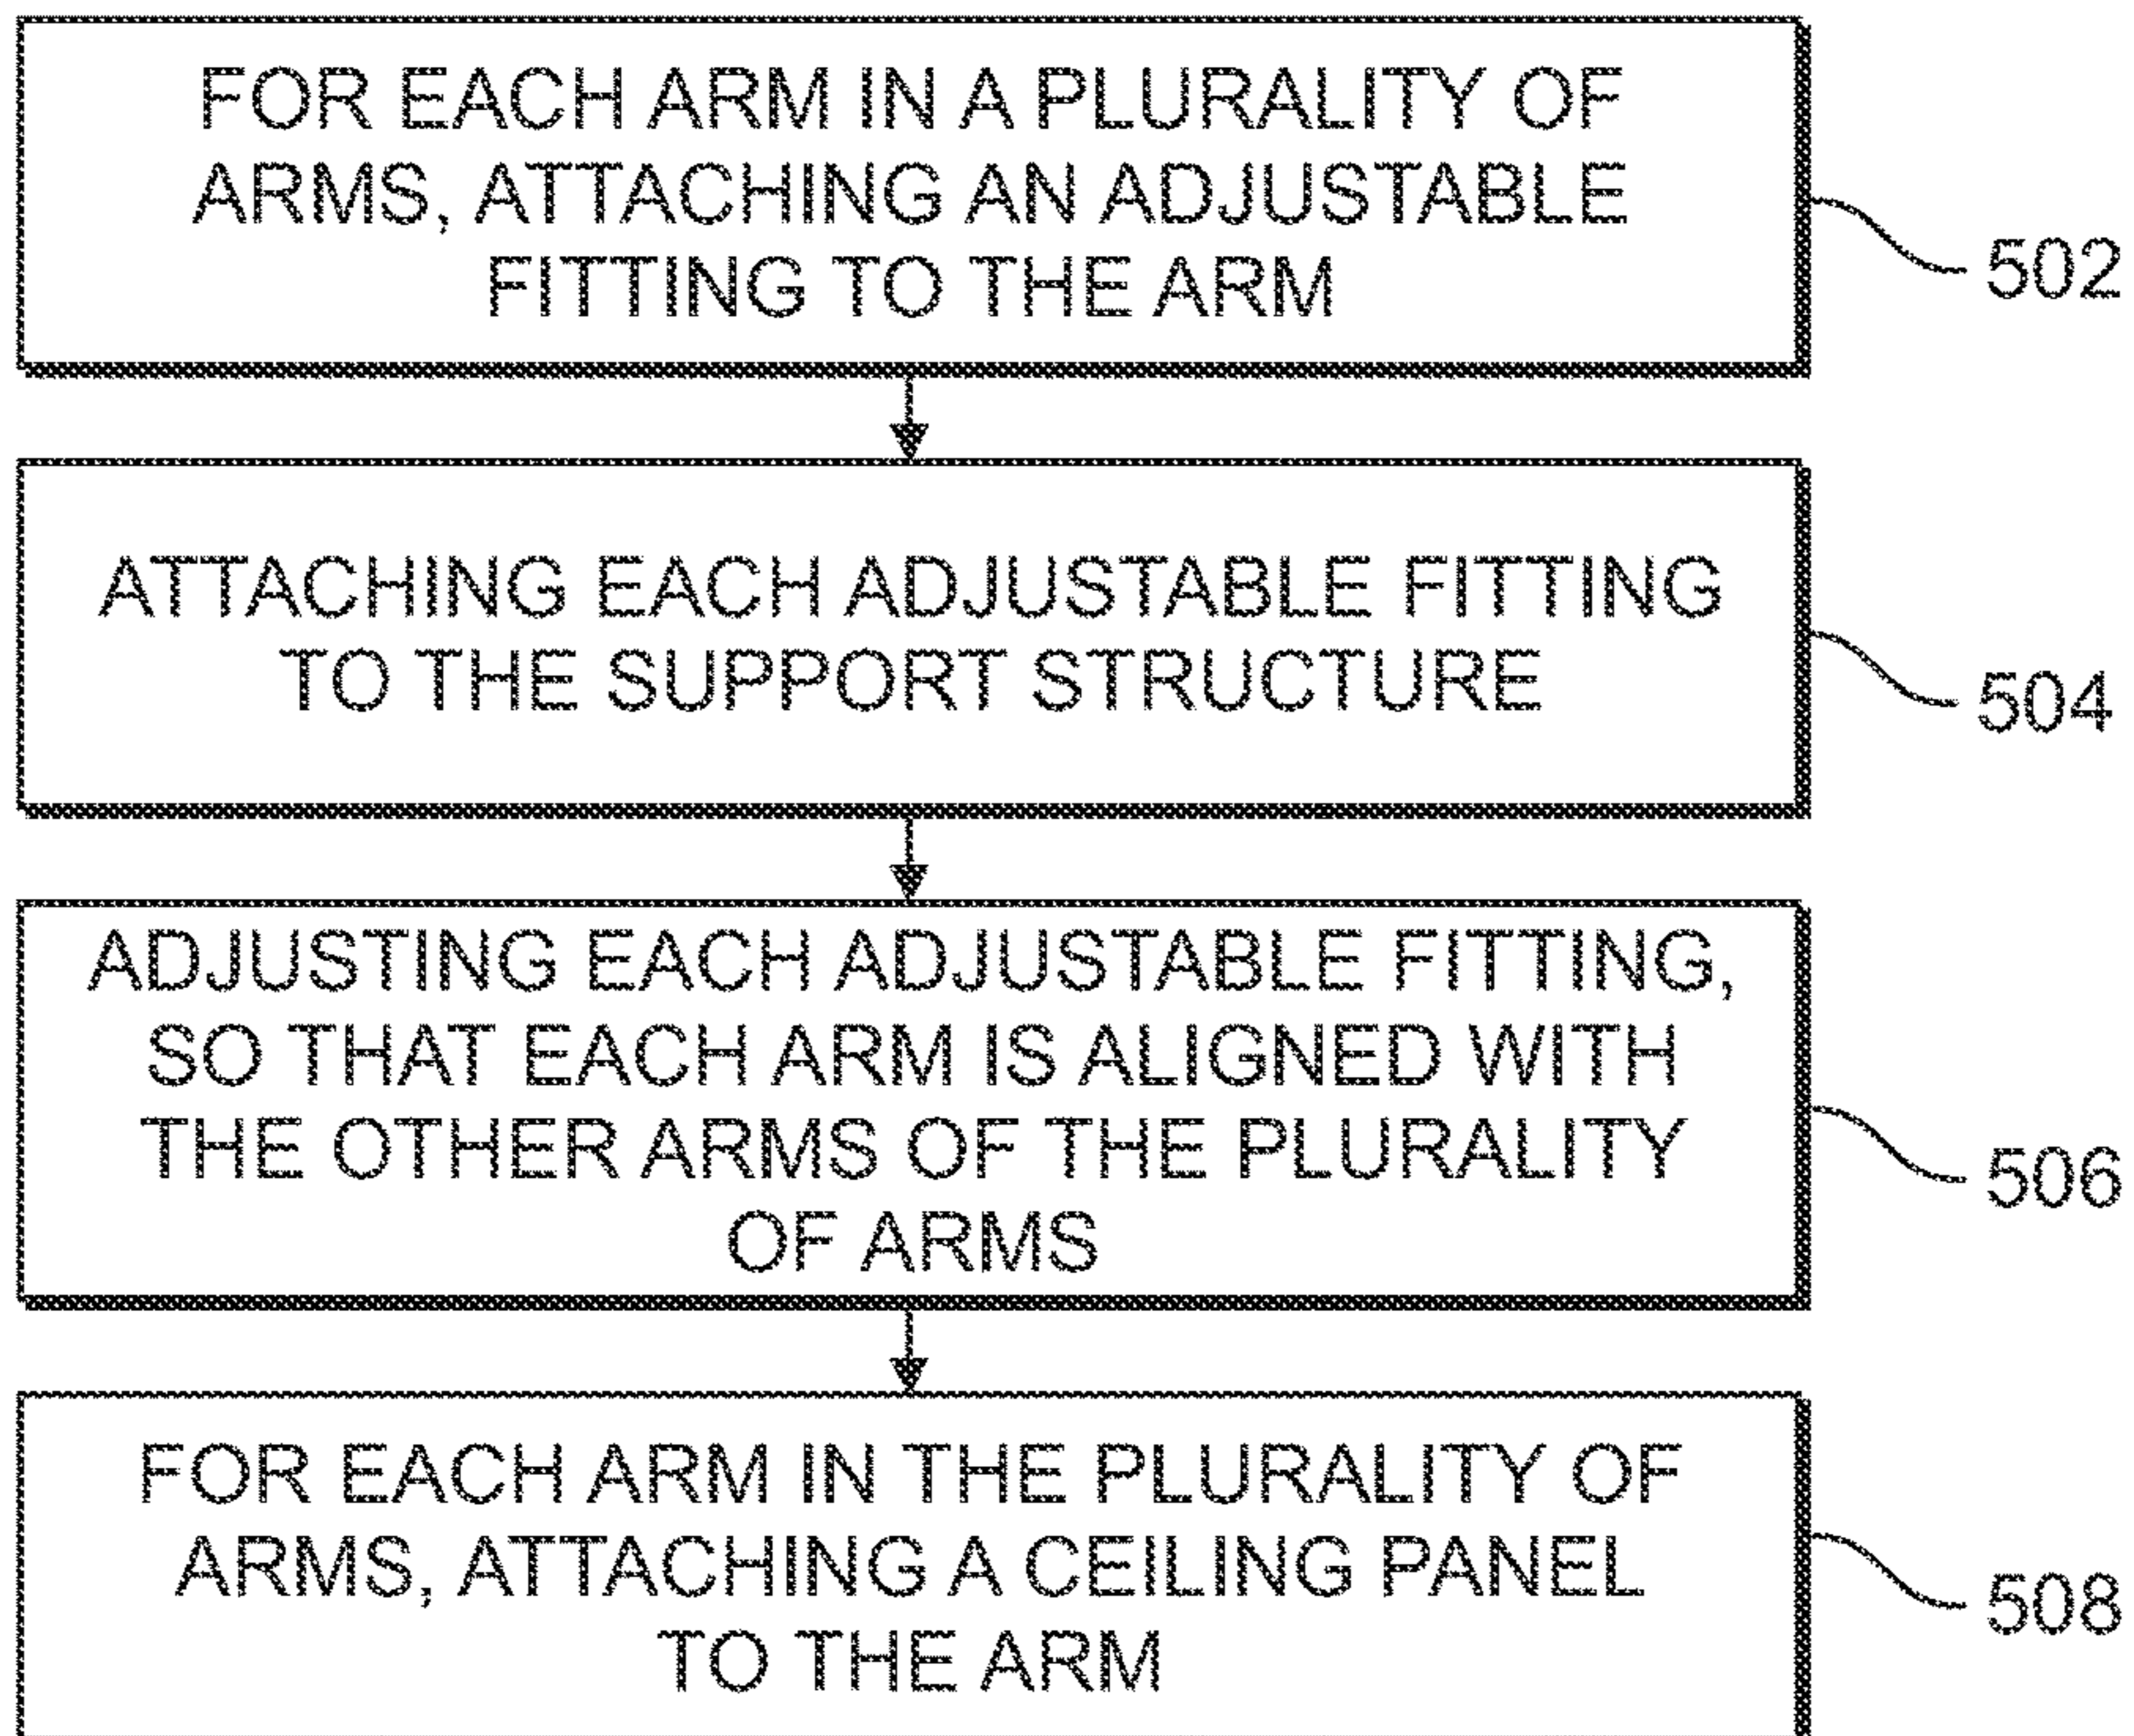 FOR EACH ARM IN A PLURALITY OF
ARMS, ATTACHING AN ADJUSTABLE
FITTING TO THE ARM
502
ATTACHING EACH ADJUSTABLE FITTING
TO THE SUPPORT STRUCTURE
504
ADJUSTING EACH ADJUSTABLE FITTING,
SO THAT EACH ARM IS ALIGNED WITH
THE OTHER ARMS OF THE PLURALITY
OF ARMS
506
FOR EACH ARM IN THE PLURALITY OF
ARMS, ATTACHING A CEILING PANEL
TO THE ARM
508